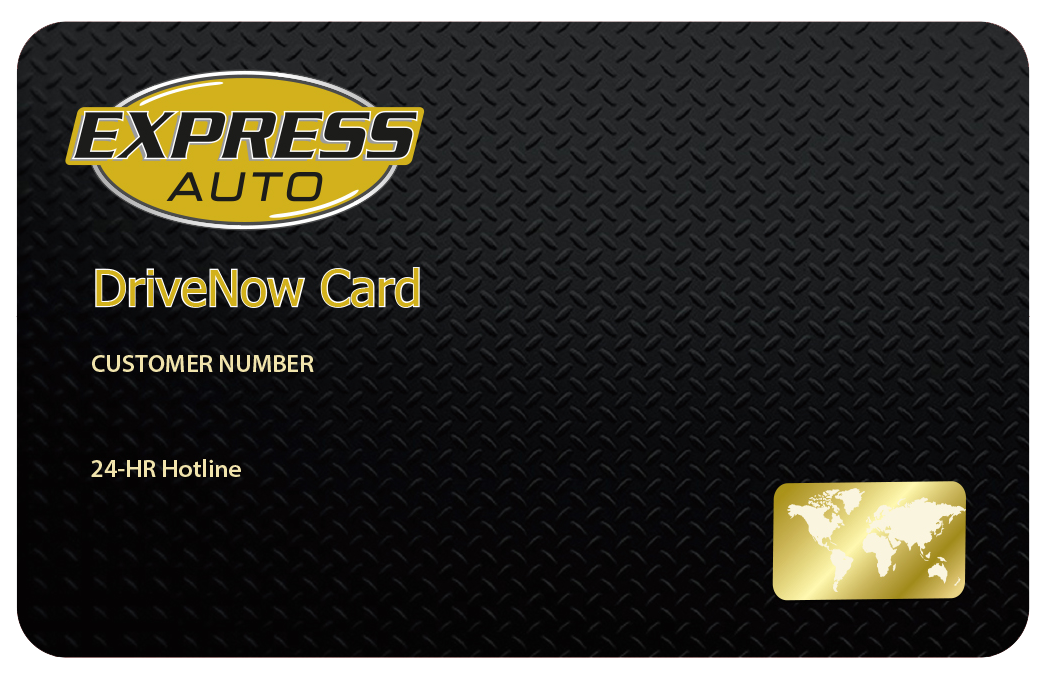 EXPRESS
AUTO
DriveNow Card
CUSTOMER NUMBER
24-HR Hotline